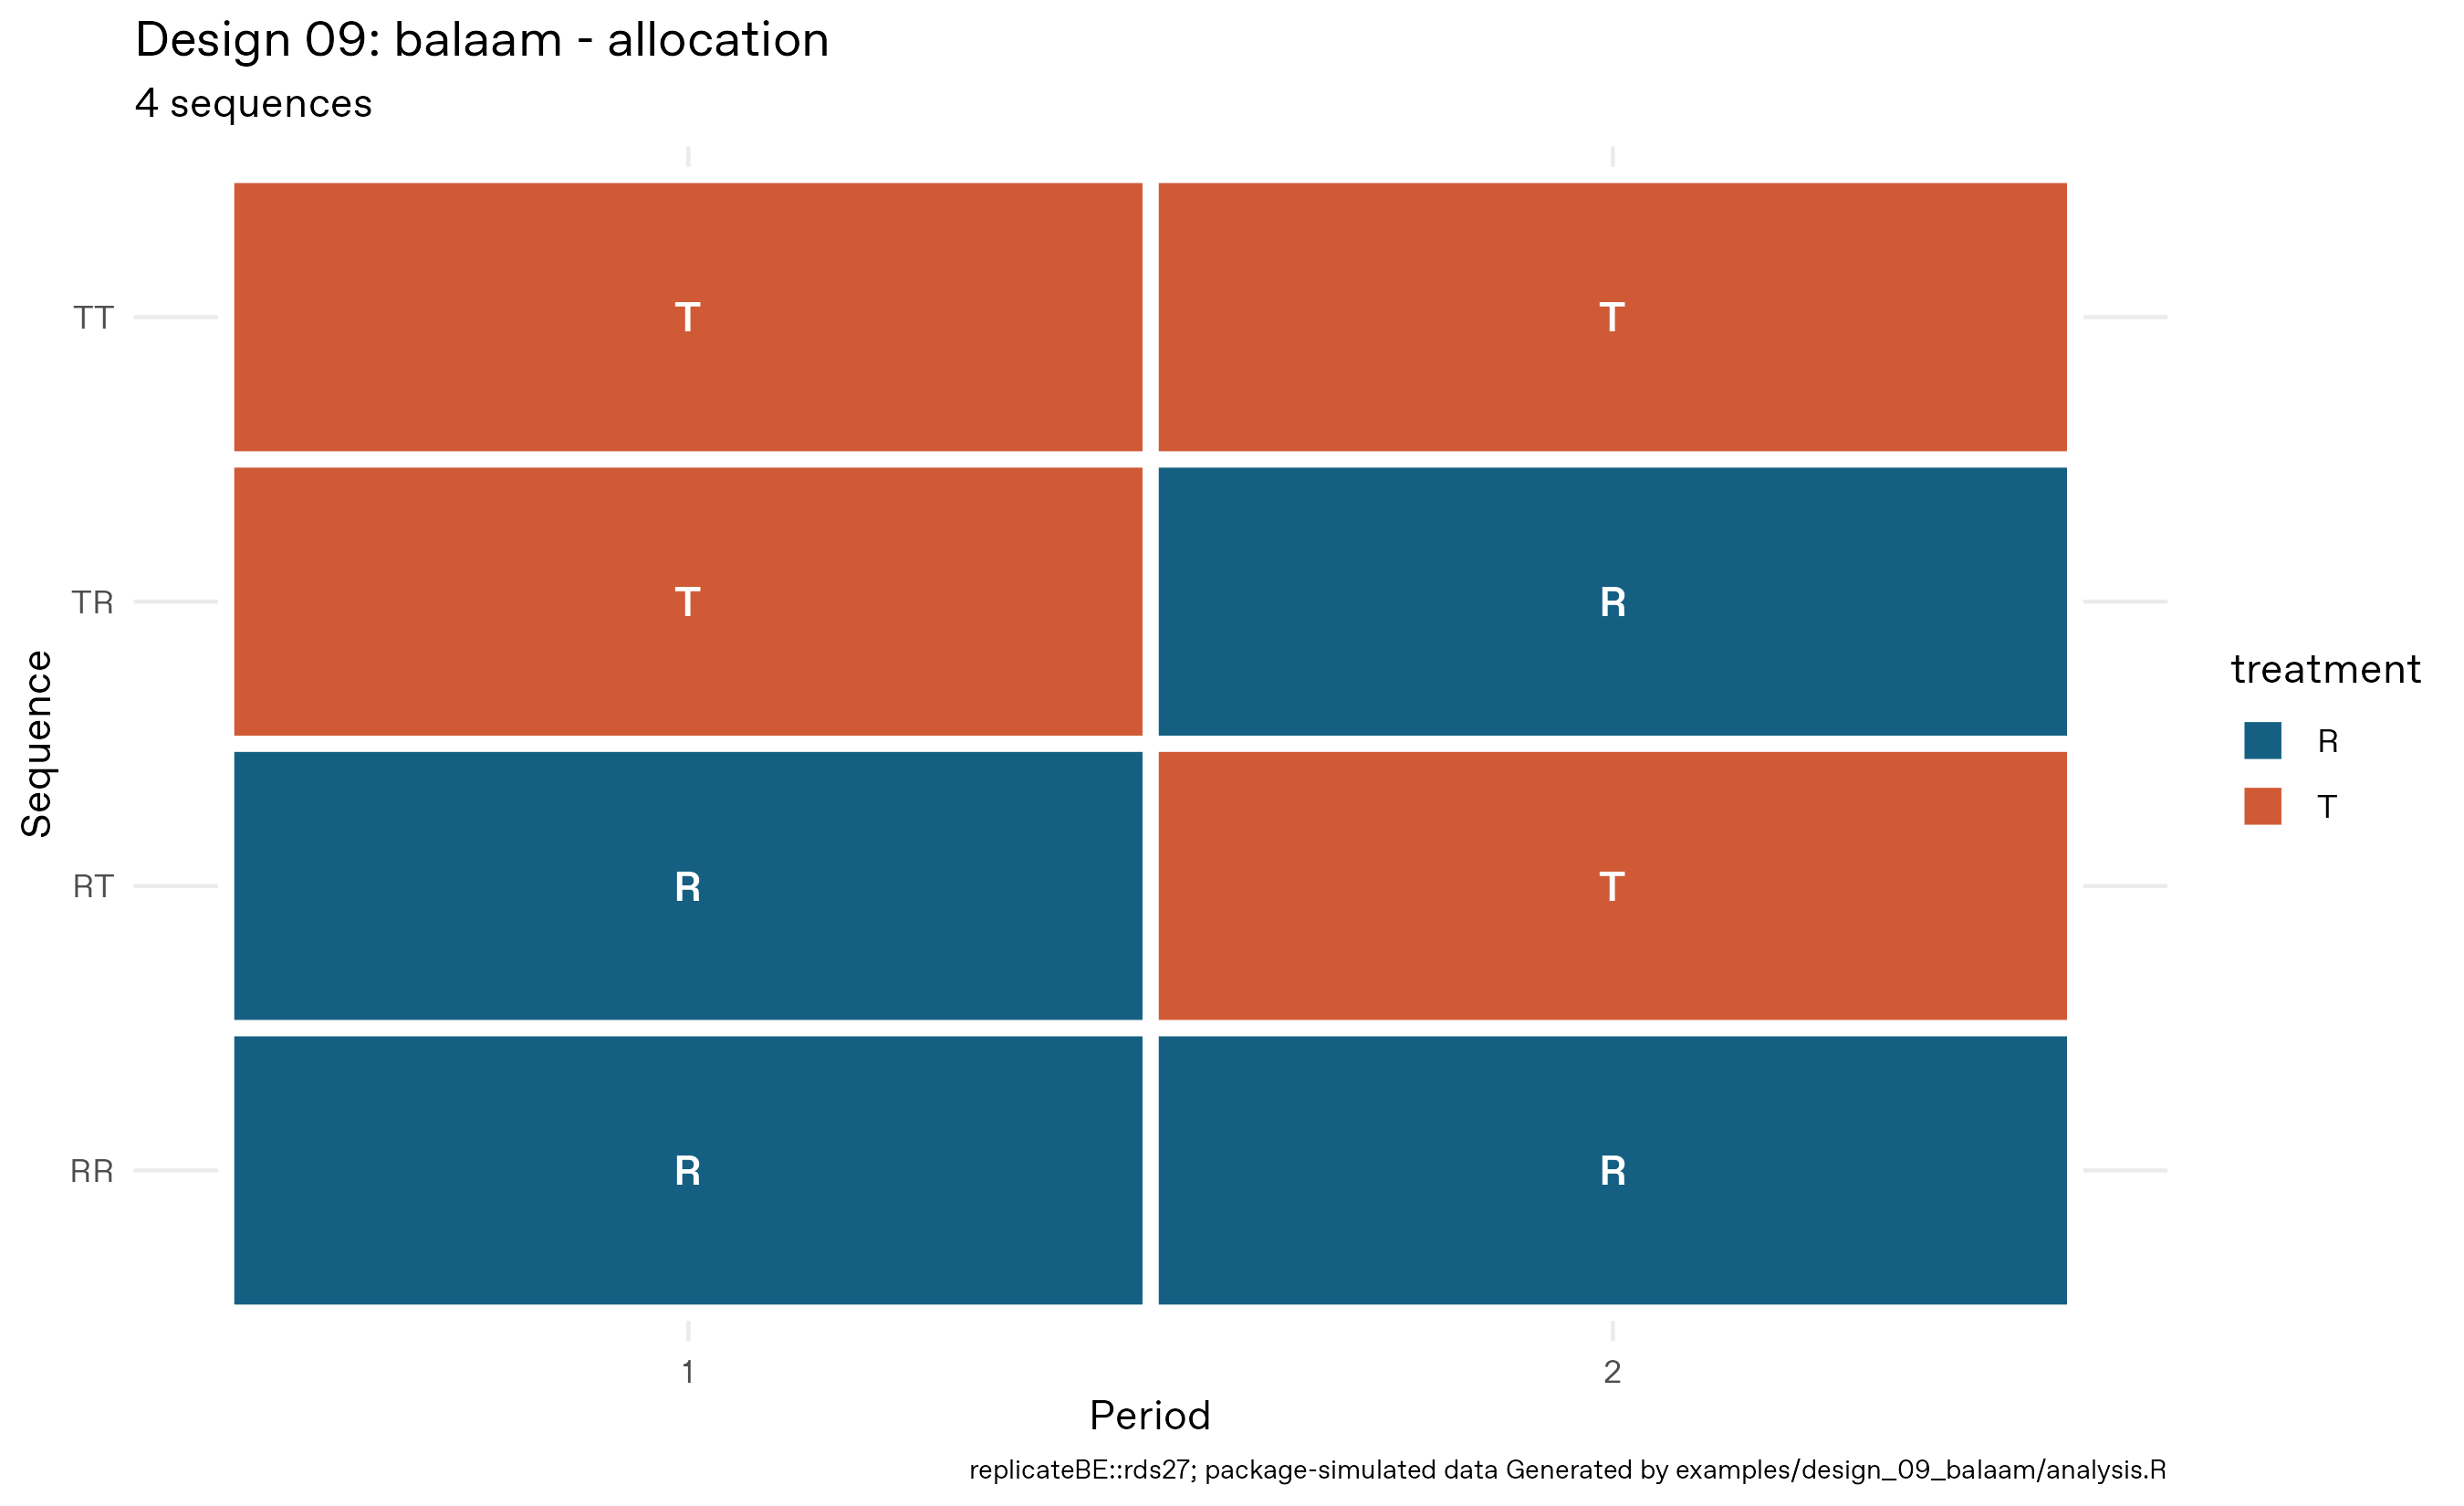 Design 09: balaam - allocation
4 sequences
TT
T
T
TR
T
R
RT
R
T
RR
R
R
Sequence
1
2
Period
treatment
R
T
replicateBE::rds27; package-simulated data Generated by examples/design_09_balaam/analysis.R